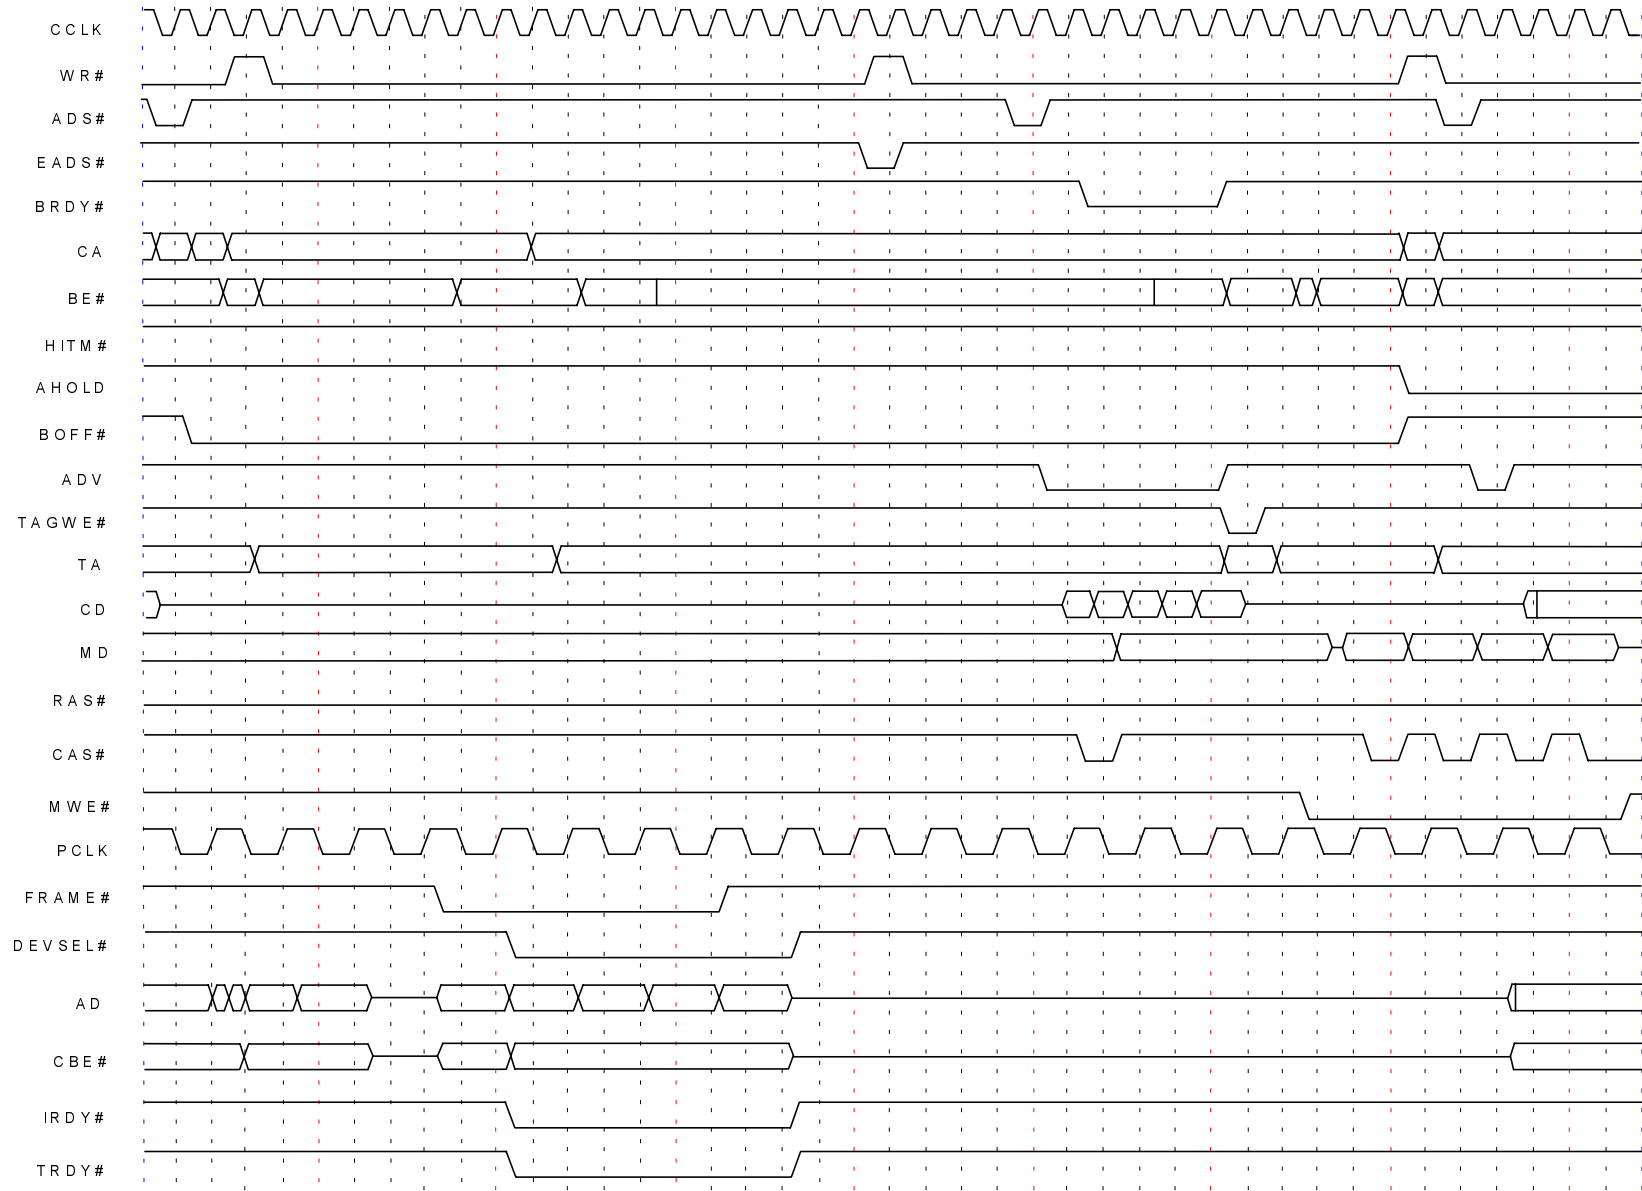 CCLK
WR#
ADS#
EADS#
BRDY#
CA
BE#
HITM#
AHOLD
BOFF#
ADV
TAGWE#
TA
CD
MD
RAS#
CAS#
MWE#
PCLK
FRAME#
DEVSEL#
AD
CBE#
IRDY#
TRDY#